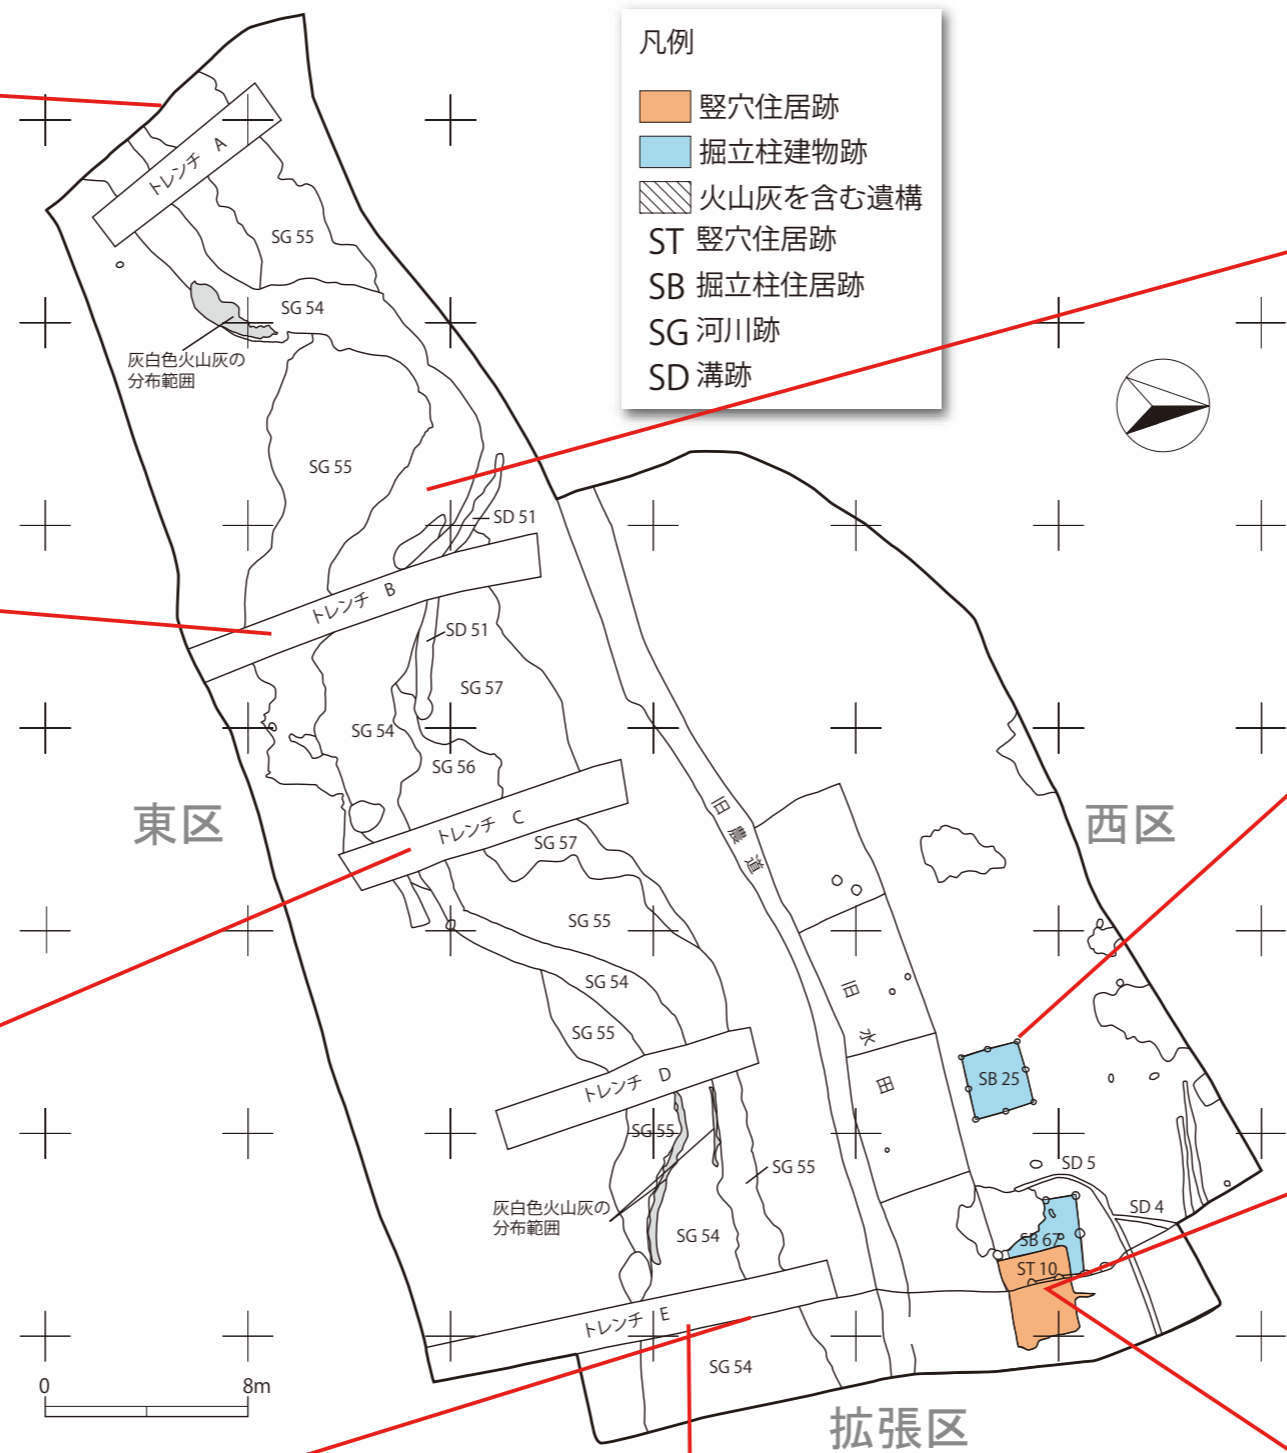 凡例
竪穴住居跡
掘立柱建物跡
火山灰を含む遺構
ST 竪穴住居跡
SB 掘立柱住居跡
SG 河川跡
SD 溝跡
トレンチ A
SG 55
SG 54
灰白色火山灰の
分布範囲
SG 55
SD 51
トレンチ B
SD 51
SG 57
SG 54
SG 56
東区
西区
トレンチ C
旧農道
SG 57
SG 55
旧水田
SG 54
SG 55
トレンチ D
SB 25
SG 55
SG 55
SD 5
SD 4
灰白色火山灰の
分布範囲
SG 54
SB 67
ST 10
トレンチ E
SG 54
0 8m
拡張区